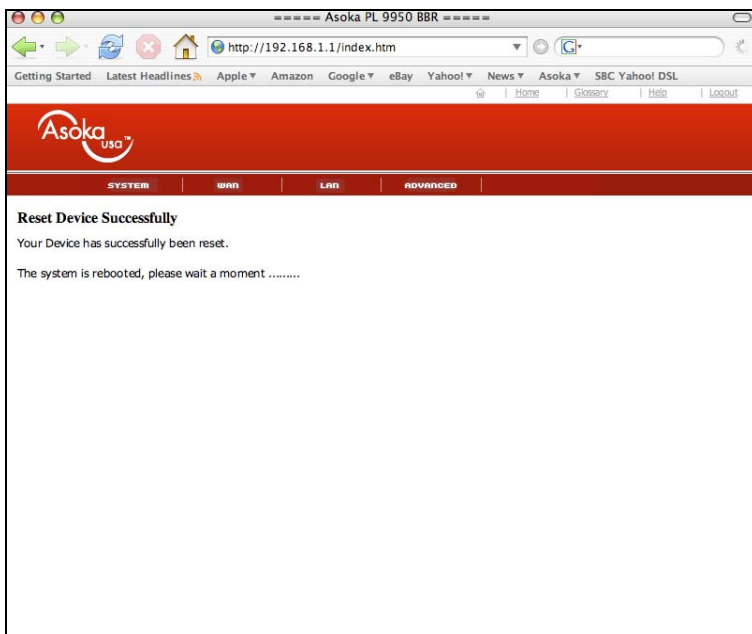 ===== Asoka PL 9950 BBR =====
http://192.168.1.1/index.htm
G
Getting Started Latest Headlines Apple Amazon Google eBay Yahoo! News Asoka SBC Yahoo! DSL
| Home | Glossary | Help | Logout
Asoka
USA™
SYSTEM | WAN | LAN | ADVANCED |
Reset Device Successfully
Your Device has successfully been reset.
The system is rebooted, please wait a moment .........